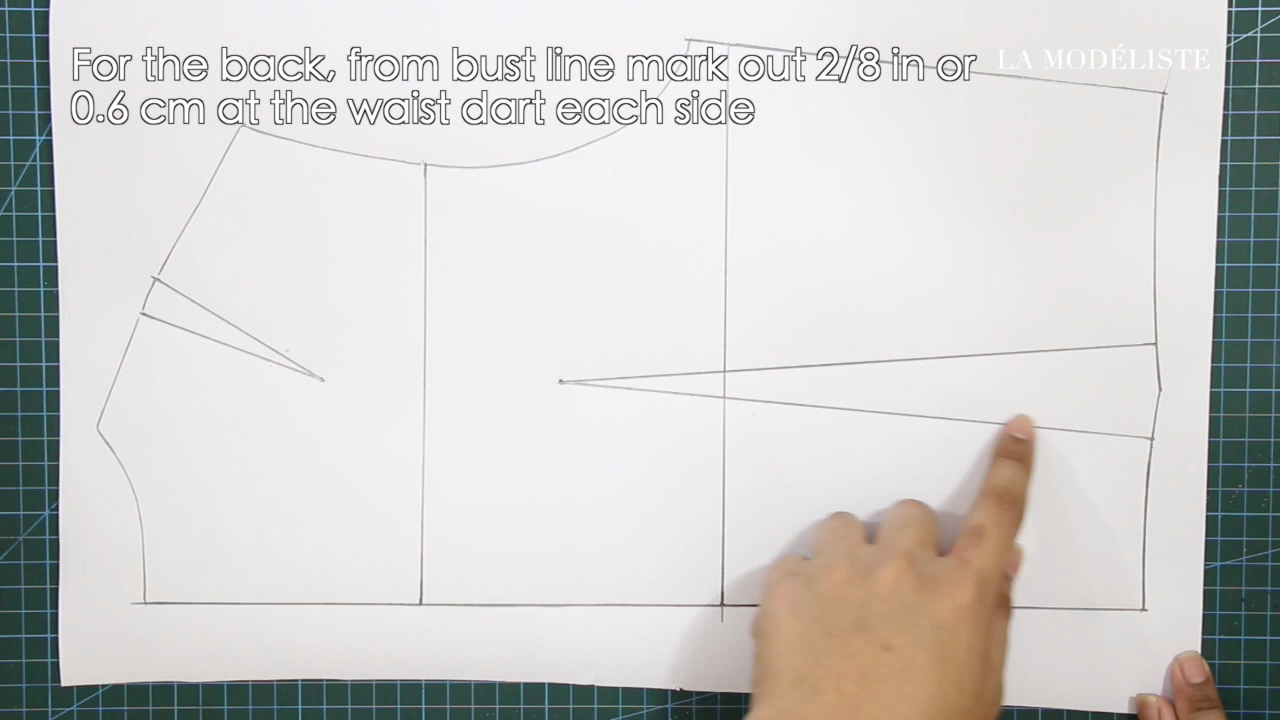 For the back, from bust line mark out 2/8 in or
0.6 cm at the waist dart each side
LA MODÉLISTE